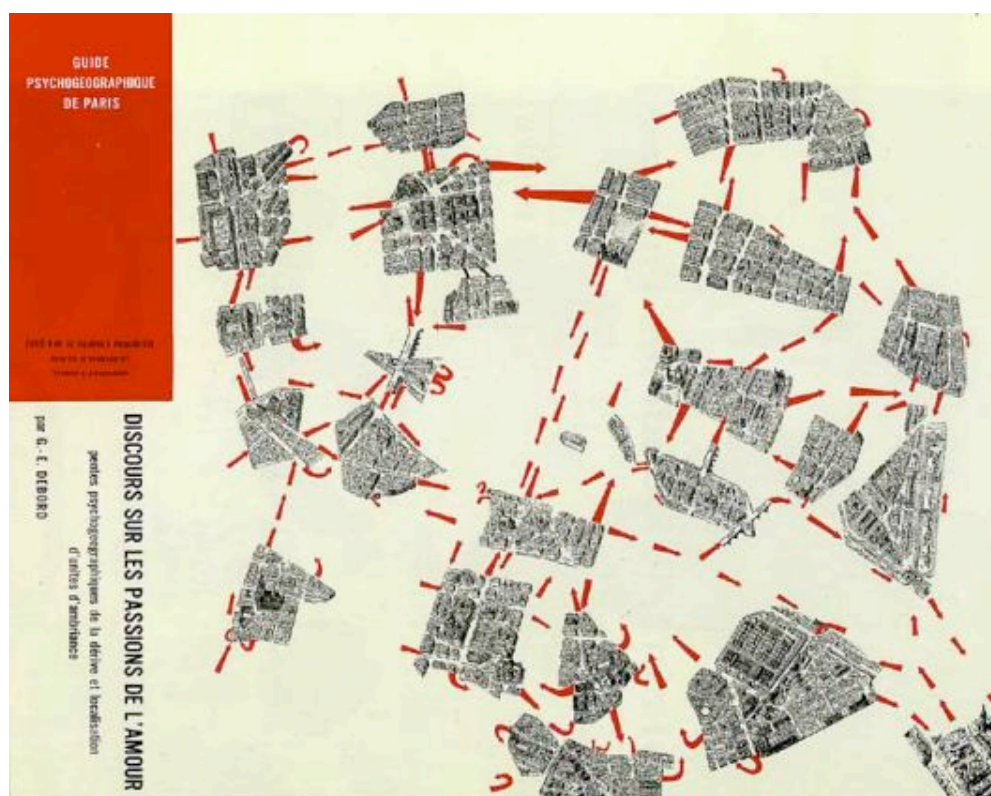 GUIDE
PSYCHOGEOGRAPHIQUE
DE PARIS
DISCOURS SUR LES PASSIONS DE L'AMOUR
pentes psychogeographiques de la dérive et localisation
d'unités d'ambiance
par G.-E. DEBORD